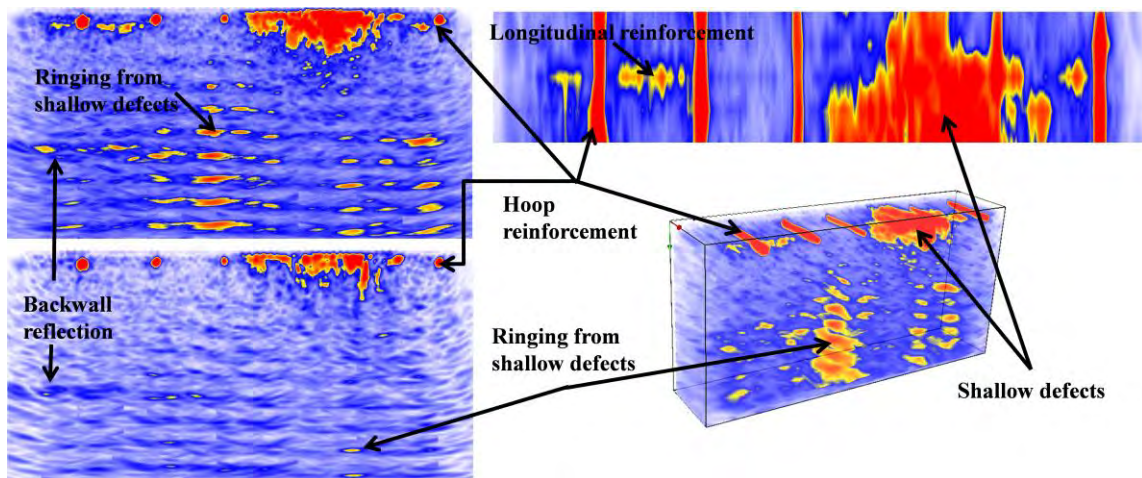 Longitudinal reinforcement
Ringing from
shallow defects
Hoop
reinforcement
Backwall
reflection
Ringing from
shallow defects
Shallow defects